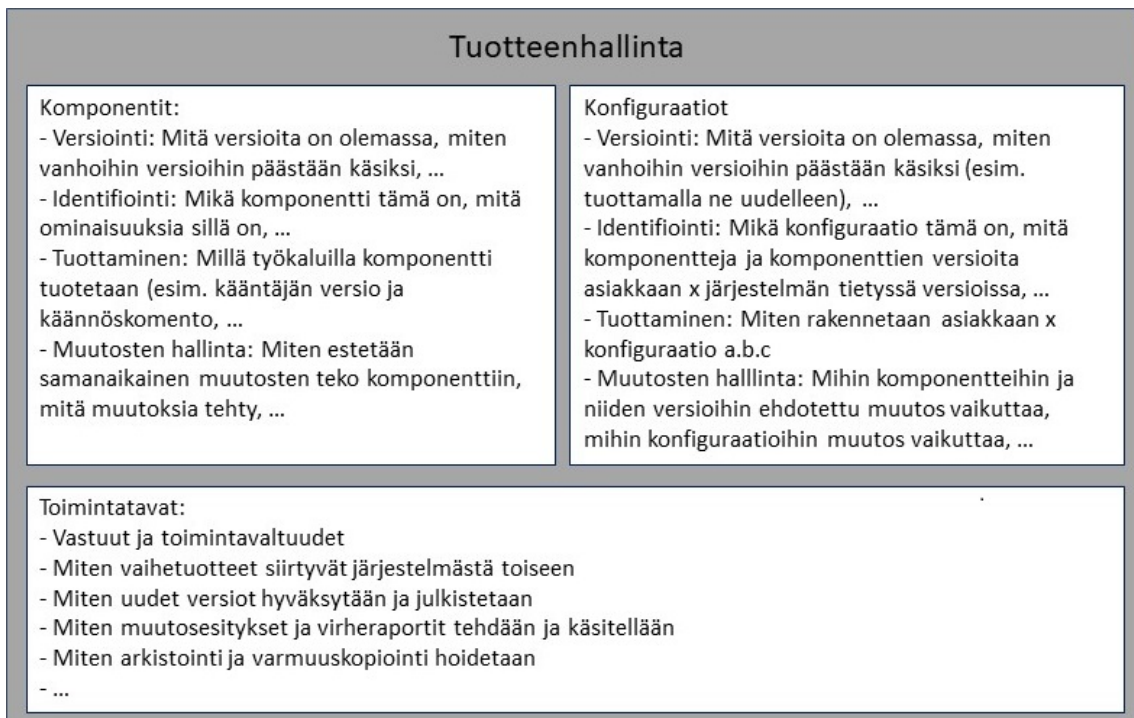 Tuotteenhallinta
Komponentit:
- Versiointi: Mitä versioita on olemassa, miten
vanhoihin versioihin päästään käsiksi, ...
- Identifiointi: Mikä komponentti tämä on, mitä
ominaisuuksia sillä on, ...
- Tuottaminen: Millä työkaluilla komponentti
tuotetaan (esim. kääntäjän versio ja
käännöskomento, ...
- Muutosten hallinta: Miten estetään
samanaikainen muutosten teko komponenttiin,
mitä muutoksia tehty, ...
Konfiguraatiot
- Versiointi: Mitä versioita on olemassa, miten
vanhoihin versioihin päästään käsiksi (esim.
tuottamalla ne uudelleen), ...
- Identifiointi: Mikä konfiguraatio tämä on, mitä
komponentteja ja komponenttien versioita
asiakkaan x järjestelmän tietyssä versioissa, ...
- Tuottaminen: Miten rakennetaan asiakkaan x
konfiguraatio a.b.c
- Muutosten halllinta: Mihin komponentteihin ja
niiden versioihin ehdotettu muutos vaikuttaa,
mihin konfiguraatioihin muutos vaikuttaa, ...
Toimintatavat:
- Vastuut ja toimintavaltuudet
- Miten vaihetuotteet siirtyvät järjestelmästä toiseen
- Miten uudet versiot hyväksytään ja julkistetaan
- Miten muutosesitykset ja virheraportit tehdään ja käsitellään
- Miten arkistointi ja varmuuskopiointi hoidetaan
- ...